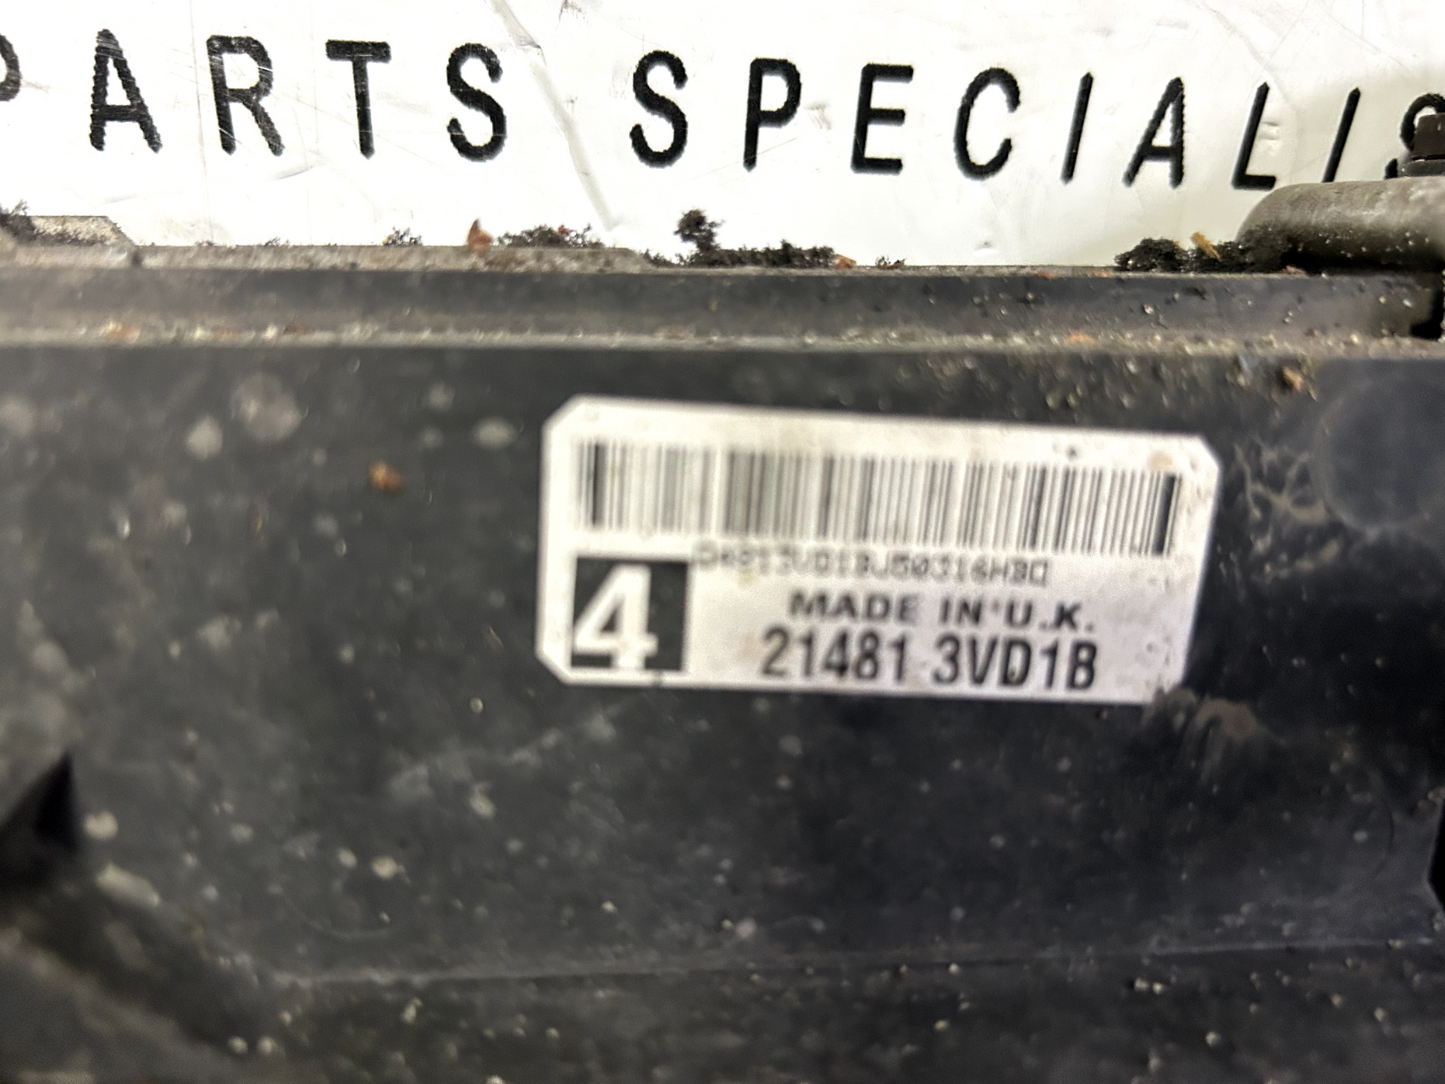 PARTS SPECIALIS
4
MADE IN U.K.
21481 3VD1B